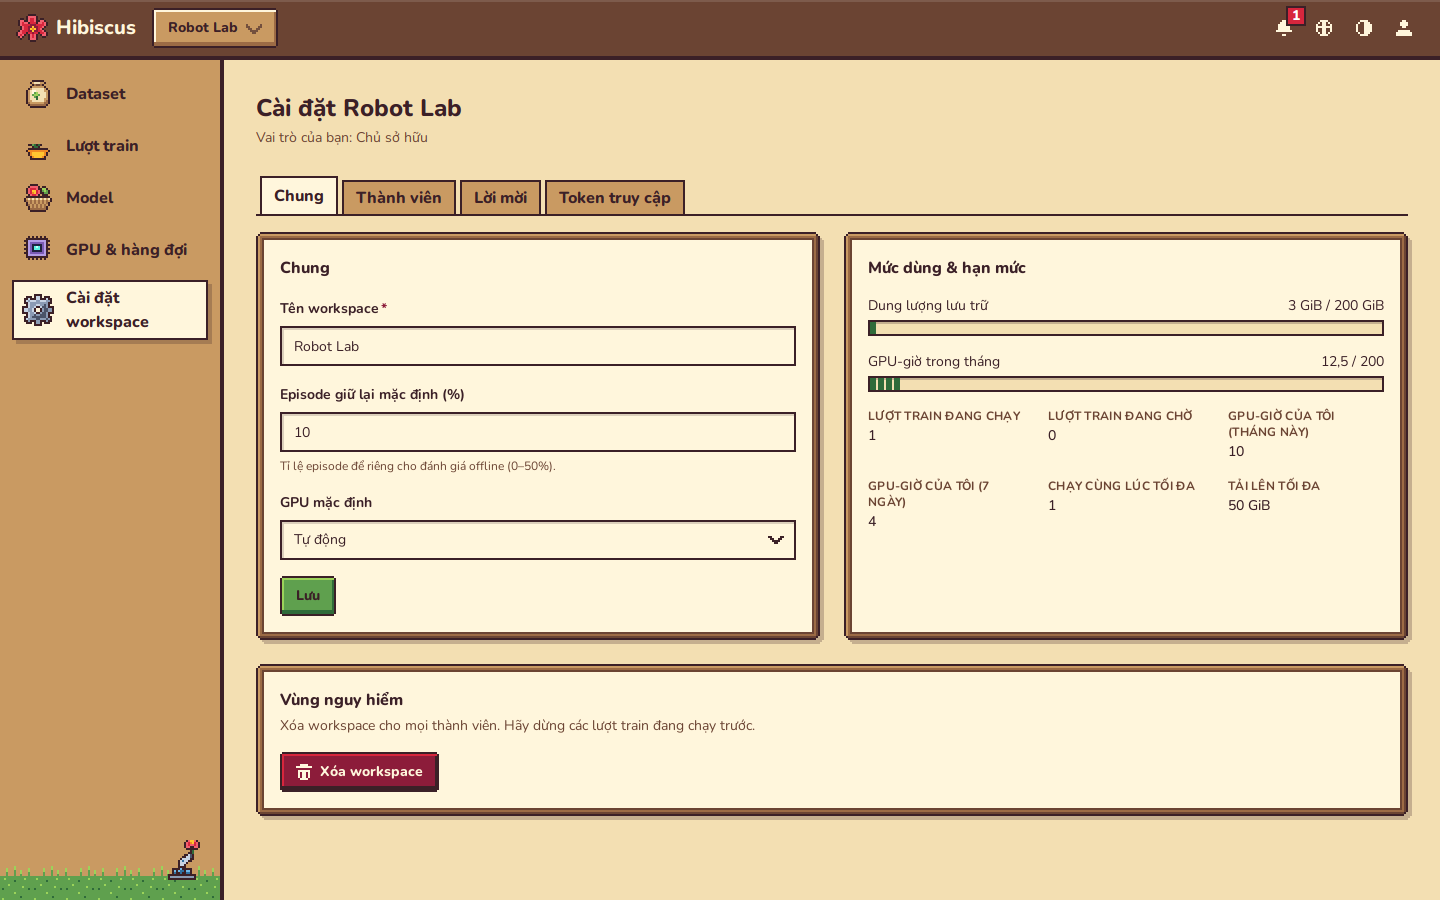 Hibiscus
Robot Lab
1
Dataset
Lượt train
Model
GPU & hàng đợi
Cài đặt
workspace
Cài đặt Robot Lab
Vai trò của bạn: Chủ sở hữu
Chung
Thành viên
Lời mời
Token truy cập
Chung
Tên workspace *
Robot Lab
Episode giữ lại mặc định (%)
10
Tỉ lệ episode để riêng cho đánh giá offline (0–50%).
GPU mặc định
Tự động
Lưu
Mức dùng & hạn mức
Dung lượng lưu trữ
3 GiB / 200 GiB
GPU-giờ trong tháng
12,5 / 200
LƯỢT TRAIN ĐANG CHẠY
1
LƯỢT TRAIN ĐANG CHỜ
0
GPU-GIỜ CỦA TÔI
(THÁNG NÀY)
10
GPU-GIỜ CỦA TÔI (7
NGÀY)
4
CHẠY CÙNG LÚC TỐI ĐA
1
TẢI LÊN TỐI ĐA
50 GiB
Vùng nguy hiểm
Xóa workspace cho mọi thành viên. Hãy dừng các lượt train đang chạy trước.
Xóa workspace